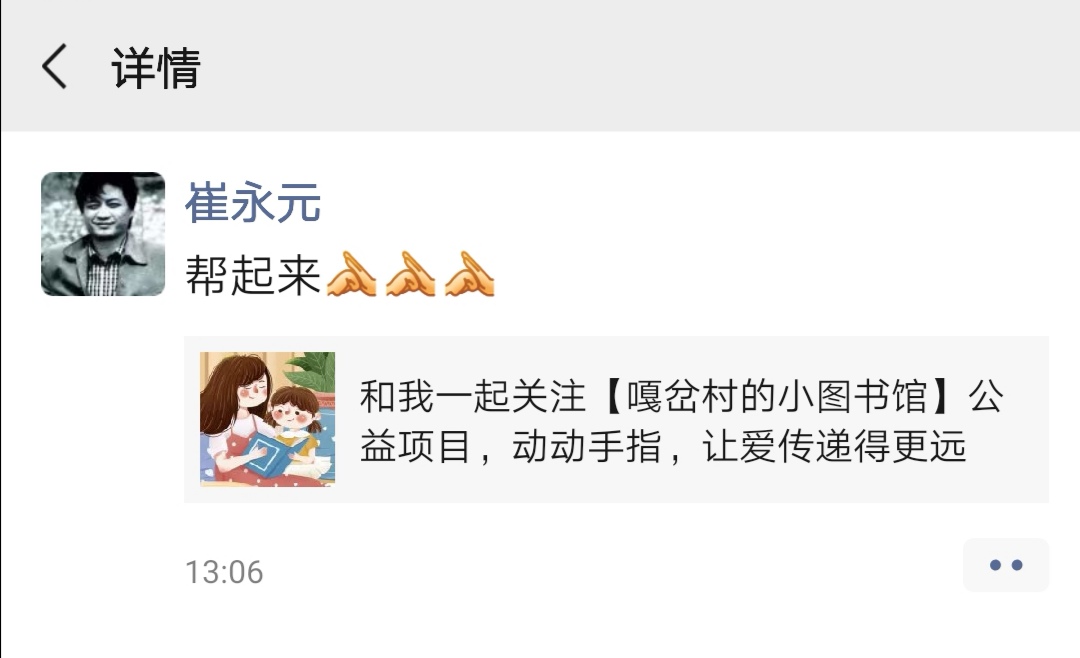 详情
崔永元
帮起来
和我一起关注【嘎岔村的小图书馆】公
益项目，动动手指，让爱传递得更远
13:06